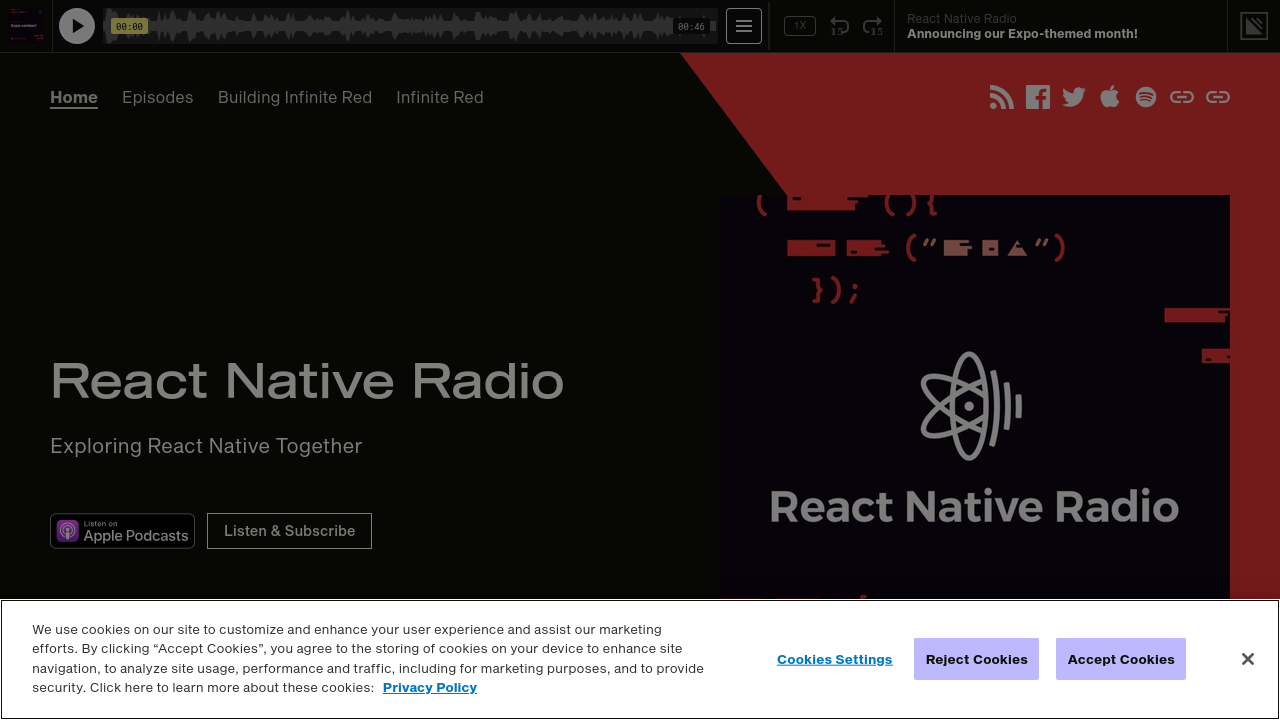 00:00
00:46
1X
15
15
React Native Radio
Announcing our Expo-themed month!
Home
Episodes
Building Infinite Red
Infinite Red
( ( ) {
( " " )
} ) ;
React Native Radio
React Native Radio
Exploring React Native Together
Listen on
Apple Podcasts
Listen & Subscribe
We use cookies on our site to customize and enhance your user experience and assist our marketing
efforts. By clicking “Accept Cookies”, you agree to the storing of cookies on your device to enhance site
navigation, to analyze site usage, performance and traffic, including for marketing purposes, and to provide
security. Click here to learn more about these cookies: Privacy Policy
Cookies Settings
Reject Cookies
Accept Cookies